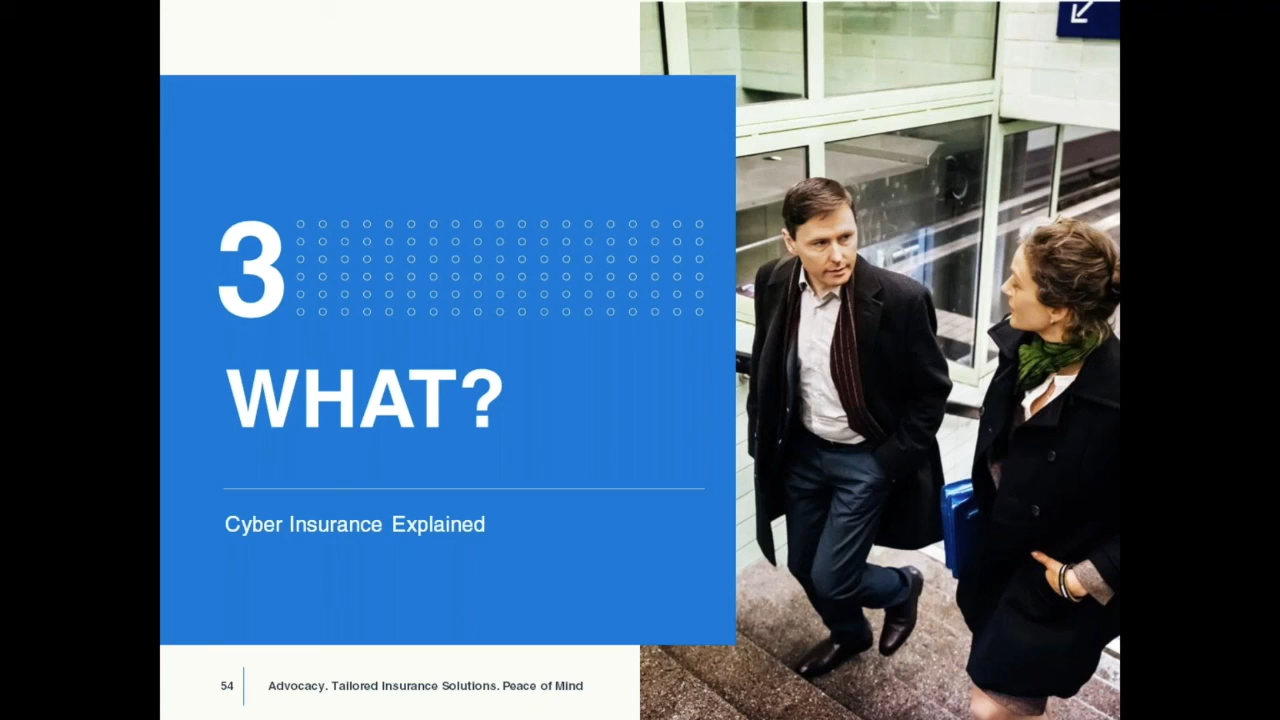 3
WHAT?
Cyber Insurance Explained
54
Advocacy. Tailored Insurance Solutions. Peace of Mind